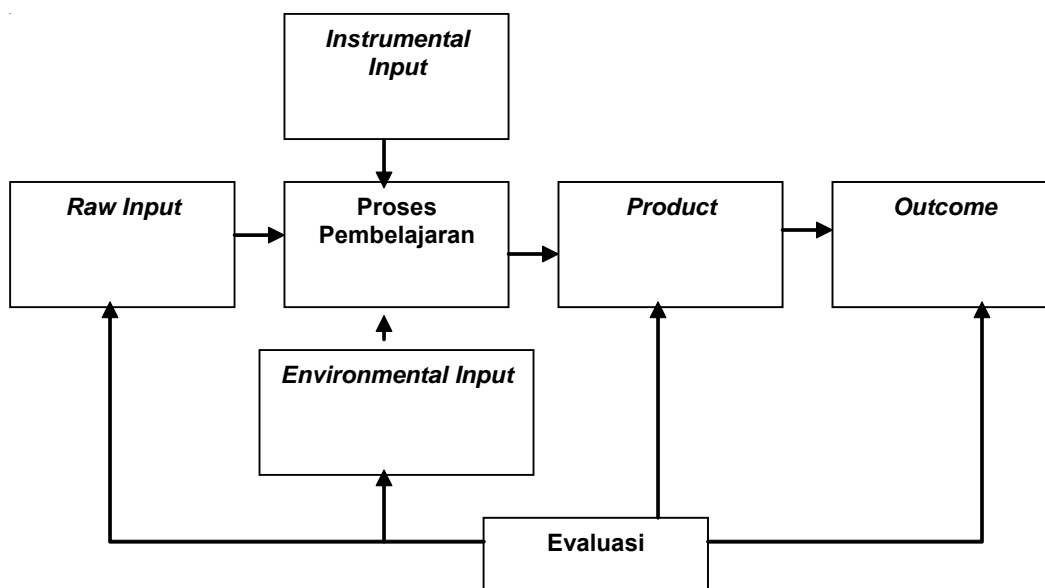 Instrumental
Input
Raw Input
Proses
Pembelajaran
Product
Outcome
Environmental Input
Evaluasi